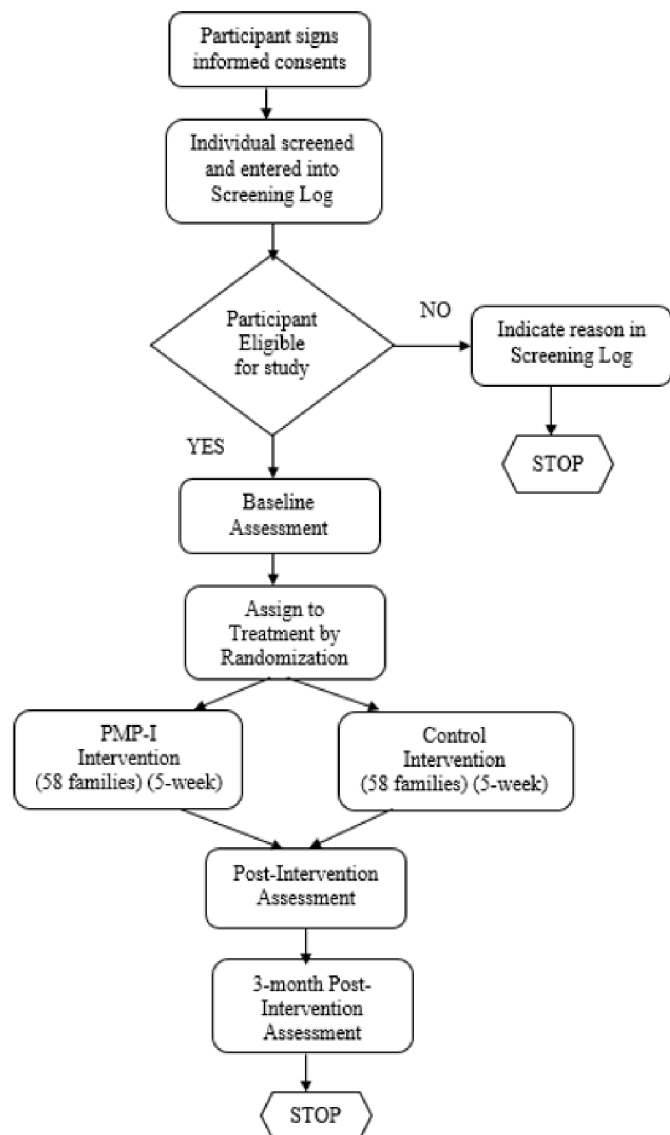 Participant signs
informed consents
Individual screened
and entered into
Screening Log
Participant
Eligible
for study
NO
Indicate reason in
Screening Log
STOP
YES
Baseline
Assessment
Assign to
Treatment by
Randomization
PMP-I
Intervention
(58 families) (5-week)
Control
Intervention
(58 families) (5-week)
Post-Intervention
Assessment
3-month Post-
Intervention
Assessment
STOP